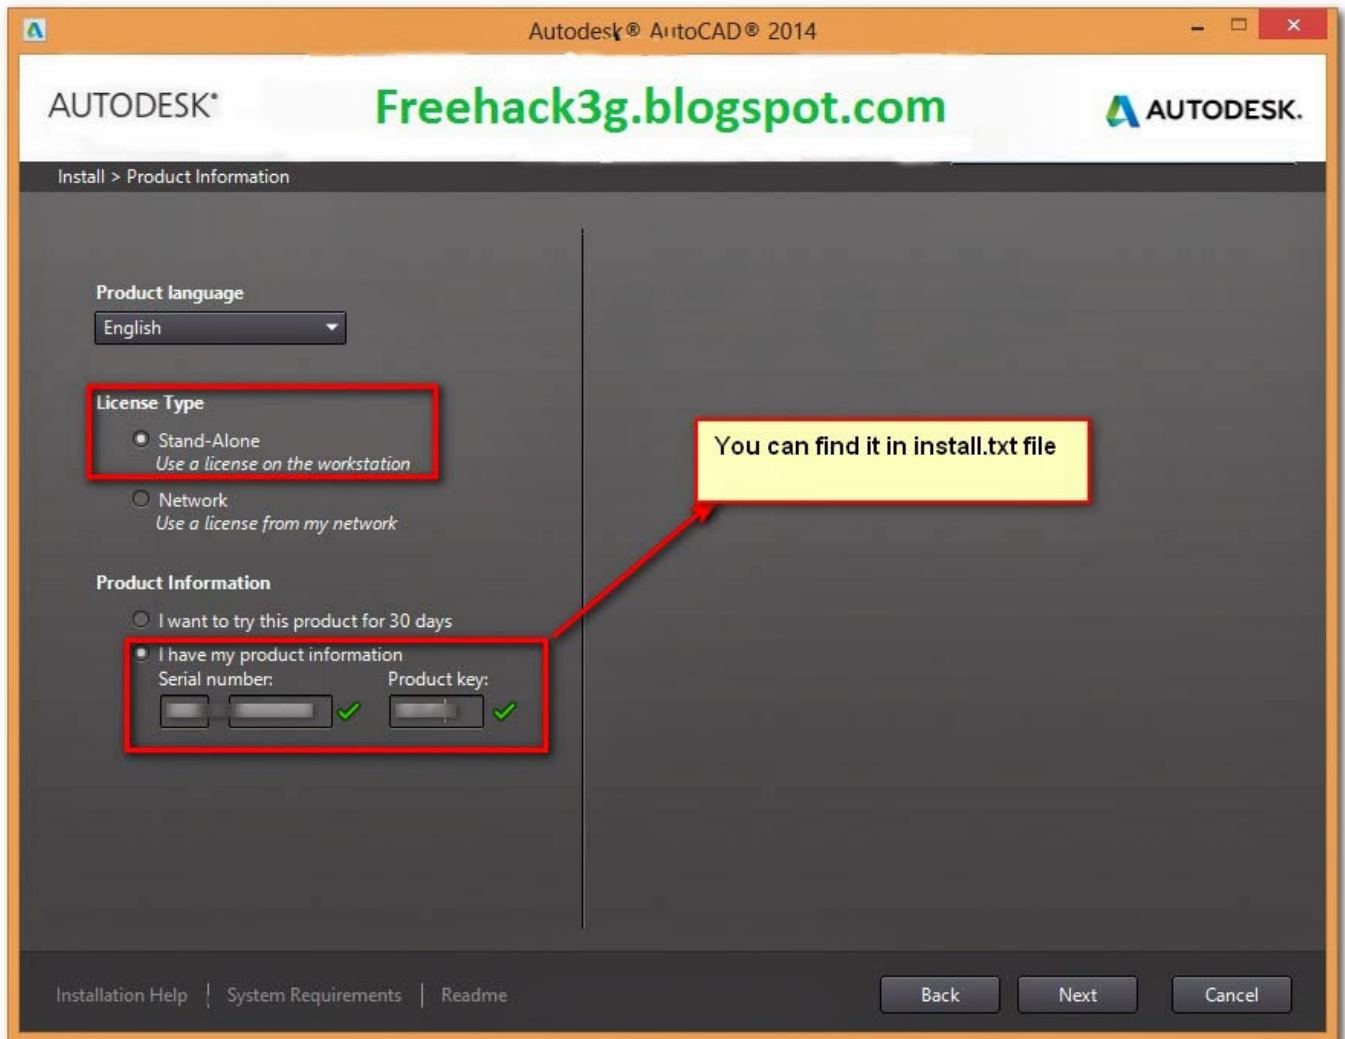 Autodesk® AutoCAD® 2014
AUTODESK®
Freehack3g.blogspot.com
AUTODESK.
Install > Product Information
Product language
English
License Type
Stand-Alone
Use a license on the workstation
Network
Use a license from my network
You can find it in install.txt file
Product Information
I want to try this product for 30 days
I have my product information
Serial number: Product key:
Installation Help | System Requirements | Readme
Back Next Cancel